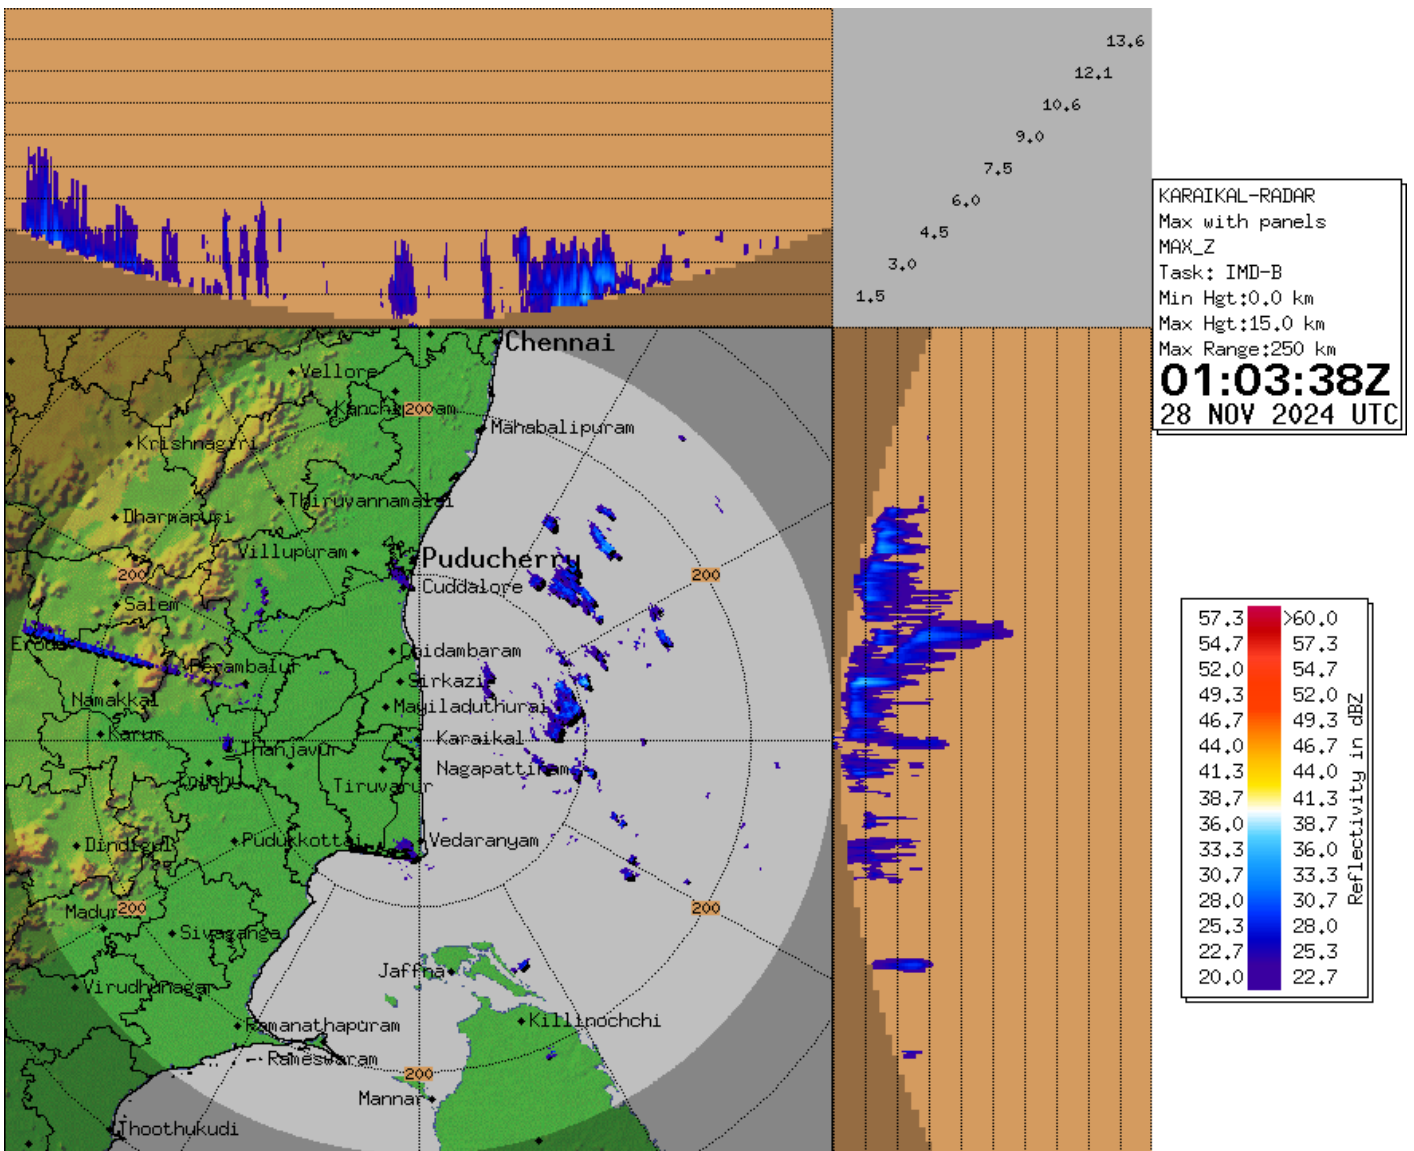 13.6
12.1
10.6
9.0
7.5
6.0
4.5
3.0
1.5
KARAIKAL-RADAR
Max with panels
MAX_Z
Task: IMD-B
Min Hgt:0.0 km
Max Hgt:15.0 km
Max Range:250 km
01:03:38Z
28 NOV 2024 UTC
Chennai
Vellore
200
Mahabalipuram
Krishnagiri
Thiruvannamalai
Dharmapuri
Villupuram
Puducherry
200
200
Cuddalore
Salem
Erode
Chidambaram
Perambalur
Sirkazi
Namakkal
Mayiladuthurai
Karur
Karaikal
Thanjavur
Nagapattinam
Trichy
Tiruvarur
Pudukkottai
Vedaranyam
Dindigul
200
200
Sivaganga
Jaffna
Virudhunagar
Killinochchi
Ramanathapuram
Rameswaram
200
Mannar
Thoothukudi
57.3 >60.0
54.7 57.3
52.0 54.7
49.3 52.0
46.7 49.3
44.0 46.7
41.3 44.0
38.7 41.3
36.0 38.7
33.3 36.0
30.7 33.3
28.0 30.7
25.3 28.0
22.7 25.3
20.0 22.7
Reflectivity in dBZ